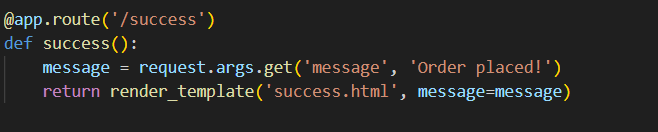 @app.route('/success')
def success():
    message = request.args.get('message', 'Order placed!')
    return render_template('success.html', message=message)